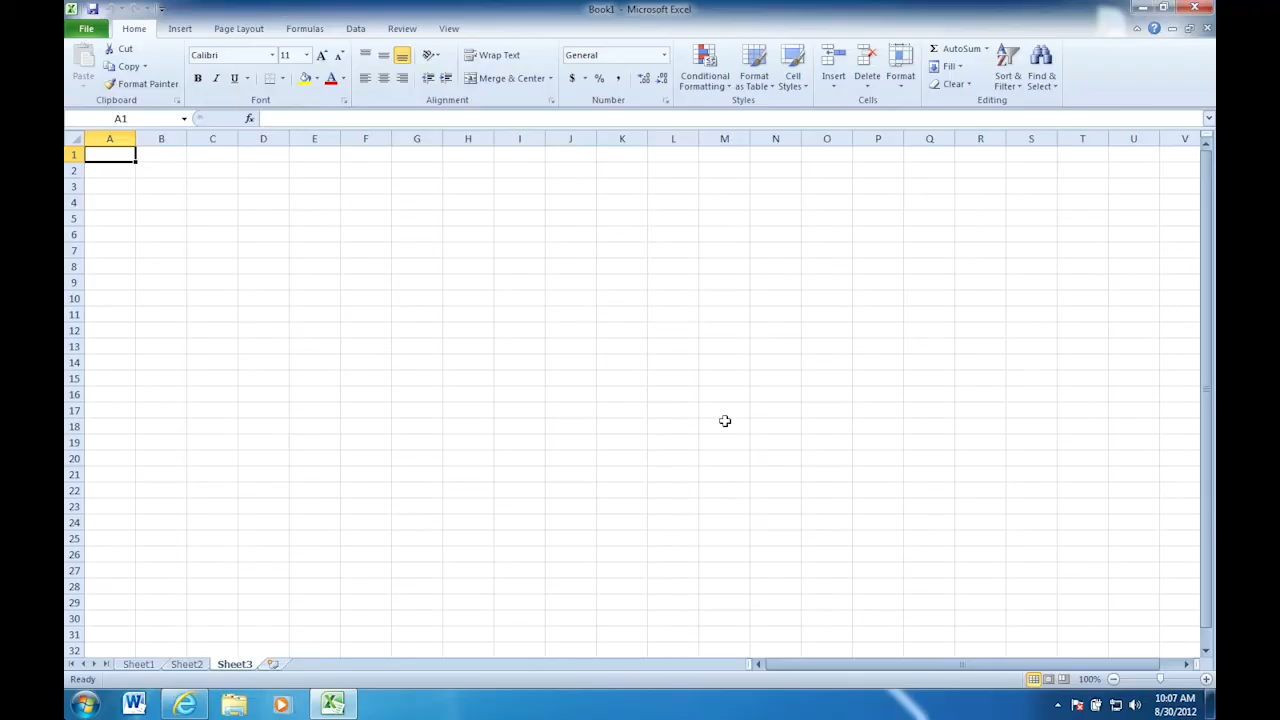 Book1 - Microsoft Excel
File Home Insert Page Layout Formulas Data Review View
Paste Cut Copy Format Painter Clipboard
Calibri 11 A A B I U A Font
Wrap Text Merge & Center Alignment
General $ % , .0 .00 Number
Conditional Formatting Format as Table Cell Styles Styles
Insert Delete Format Cells
Σ AutoSum Fill Clear Sort & Filter Find & Select Editing
A1 fx
A B C D E F G H I J K L M N O P Q R S T U V
1
2
3
4
5
6
7
8
9
10
11
12
13
14
15
16
17
18
19
20
21
22
23
24
25
26
27
28
29
30
31
32
Sheet1 Sheet2 Sheet3
Ready 100%
10:07 AM
8/30/2012